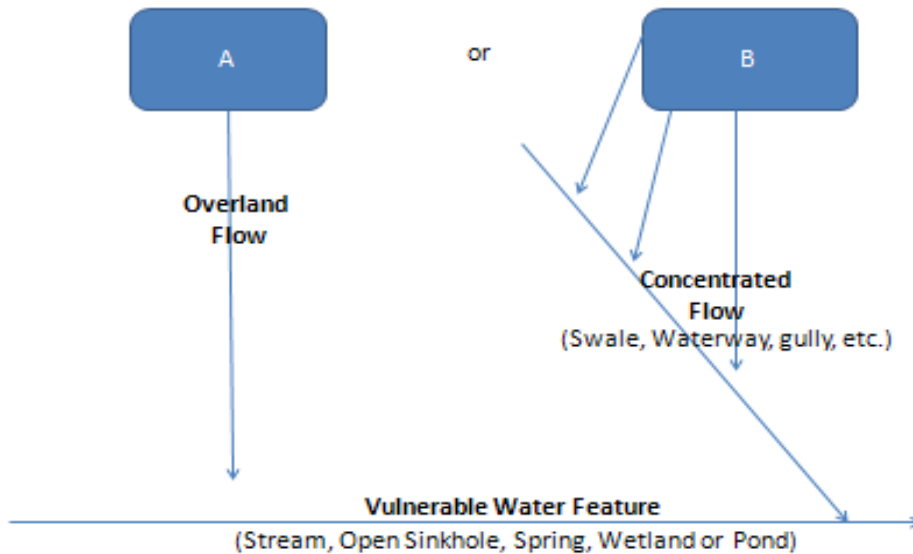 A
or
B
Overland
Flow
Concentrated
Flow
(Swale, Waterway, gully, etc.)
Vulnerable Water Feature
(Stream, Open Sinkhole, Spring, Wetland or Pond)